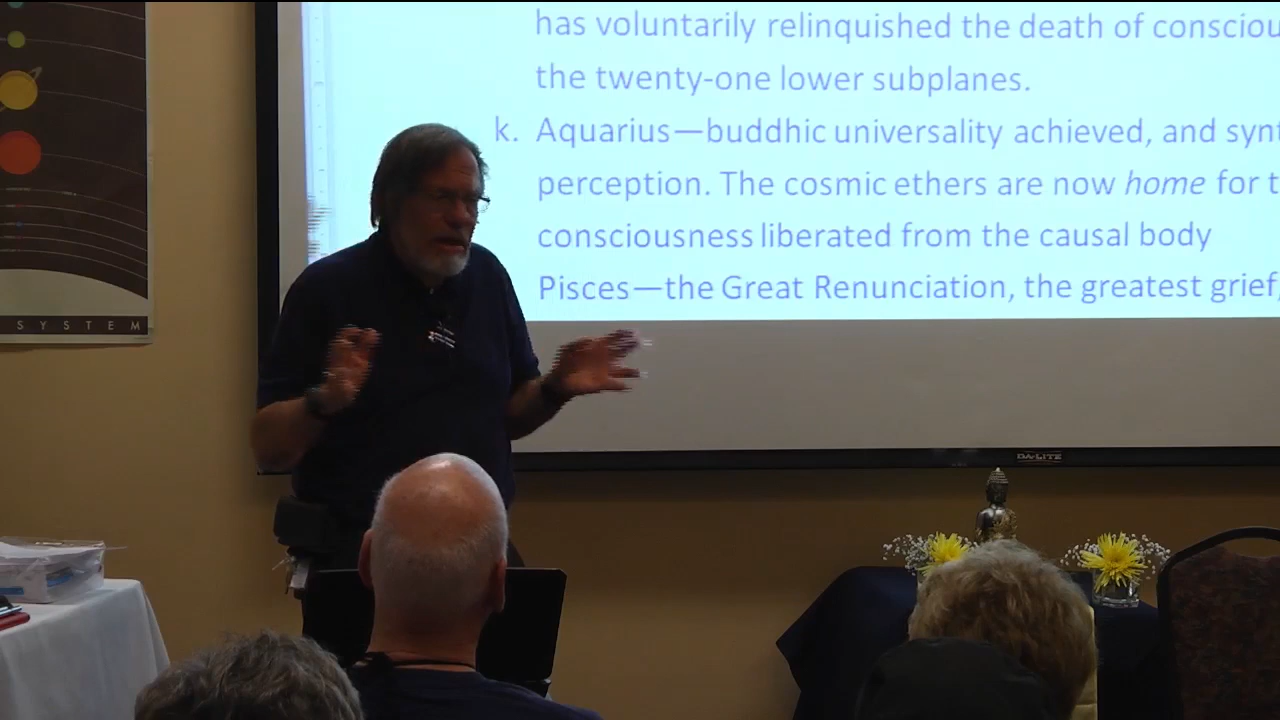 has voluntarily relinquished the death of consciou
the twenty-one lower subplanes.
k. Aquarius—buddhic universality achieved, and synt
perception. The cosmic ethers are now home for t
consciousness liberated from the causal body
Pisces—the Great Renunciation, the greatest grief,
SYSTEM
DA-LITE